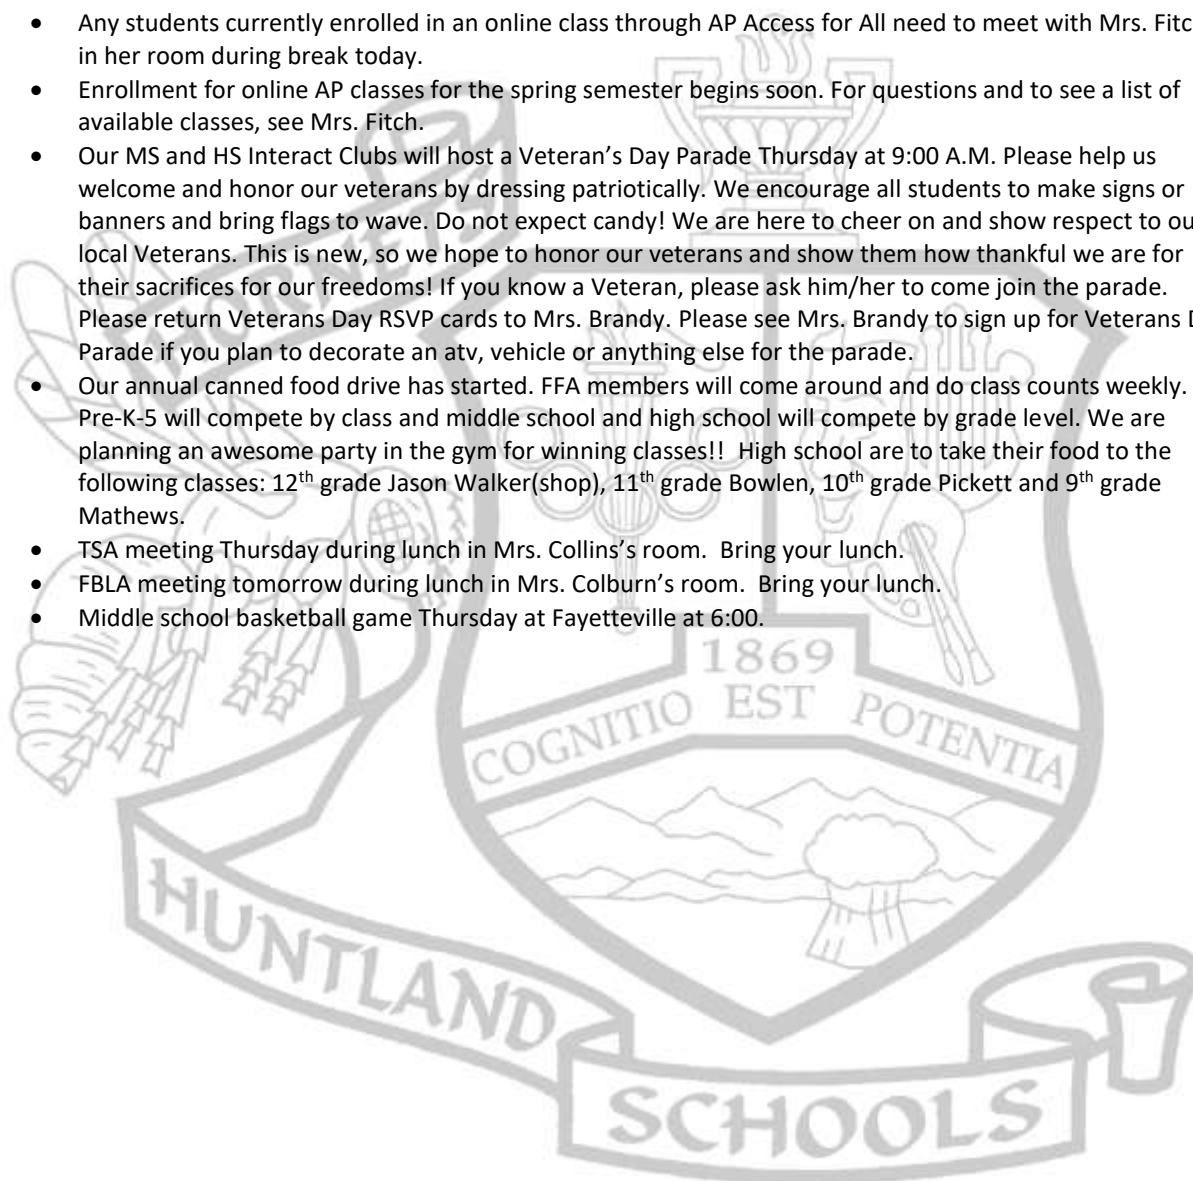 • Any students currently enrolled in an online class through AP Access for All need to meet with Mrs. Fitc
in her room during break today.
• Enrollment for online AP classes for the spring semester begins soon. For questions and to see a list of
available classes, see Mrs. Fitch.
• Our MS and HS Interact Clubs will host a Veteran’s Day Parade Thursday at 9:00 A.M. Please help us
welcome and honor our veterans by dressing patriotically. We encourage all students to make signs or
banners and bring flags to wave. Do not expect candy! We are here to cheer on and show respect to ou
local Veterans. This is new, so we hope to honor our veterans and show them how thankful we are for
their sacrifices for our freedoms! If you know a Veteran, please ask him/her to come join the parade.
Please return Veterans Day RSVP cards to Mrs. Brandy. Please see Mrs. Brandy to sign up for Veterans D
Parade if you plan to decorate an atv, vehicle or anything else for the parade.
• Our annual canned food drive has started. FFA members will come around and do class counts weekly.
Pre-K-5 will compete by class and middle school and high school will compete by grade level. We are
planning an awesome party in the gym for winning classes!! High school are to take their food to the
following classes: 12th grade Jason Walker(shop), 11th grade Bowlen, 10th grade Pickett and 9th grade
Mathews.
• TSA meeting Thursday during lunch in Mrs. Collins’s room. Bring your lunch.
• FBLA meeting tomorrow during lunch in Mrs. Colburn’s room. Bring your lunch.
• Middle school basketball game Thursday at Fayetteville at 6:00.
HORNETS
1869
COGNITIO EST POTENTIA
HUNTLAND
SCHOOLS